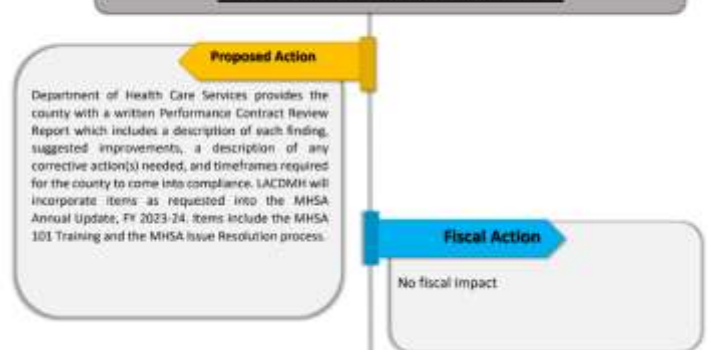 Proposed Action
Department of Health Care Services provides the
county with a written Performance Contract Review
Report which includes a description of each finding,
suggested improvements, a description of any
corrective action(s) needed, and timeframes required
for the county to come into compliance. LACDMH will
incorporate items as requested into the MHSA
Annual Update, FY 2023-24. Items include the MHSA
101 Training and the MHSA Issue Resolution process.
Fiscal Action
No fiscal impact